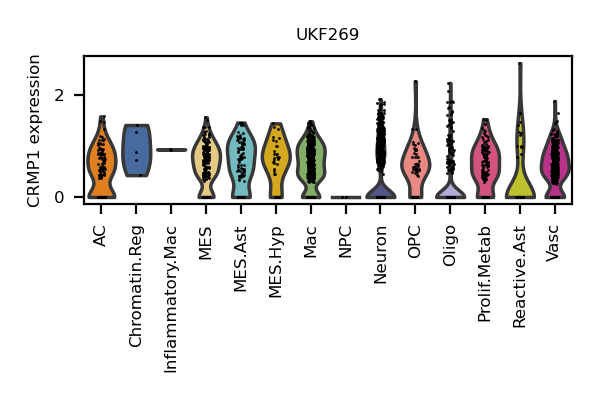 UKF269
CRMP1 expression
2
0
AC
Chromatin.Reg
Inflammatory.Mac
MES
MES.Ast
MES.Hyp
Mac
NPC
Neuron
OPC
Oligo
Prolif.Metab
Reactive.Ast
Vasc